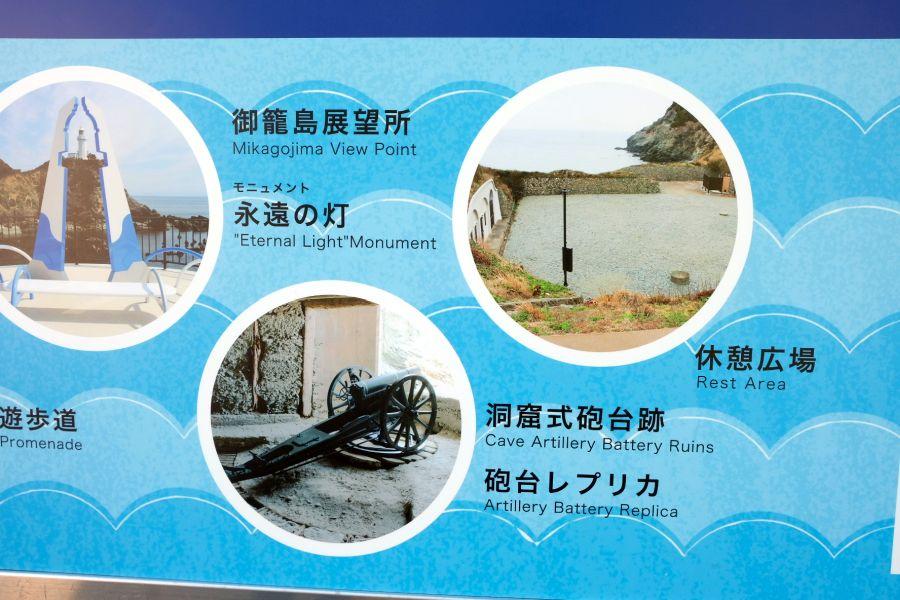 御籠島展望所
Mikagojima View Point
モニュメント
永遠の灯
"Eternal Light"Monument
休憩広場
Rest Area
遊歩道
Promenade
洞窟式砲台跡
Cave Artillery Battery Ruins
砲台レプリカ
Artillery Battery Replica